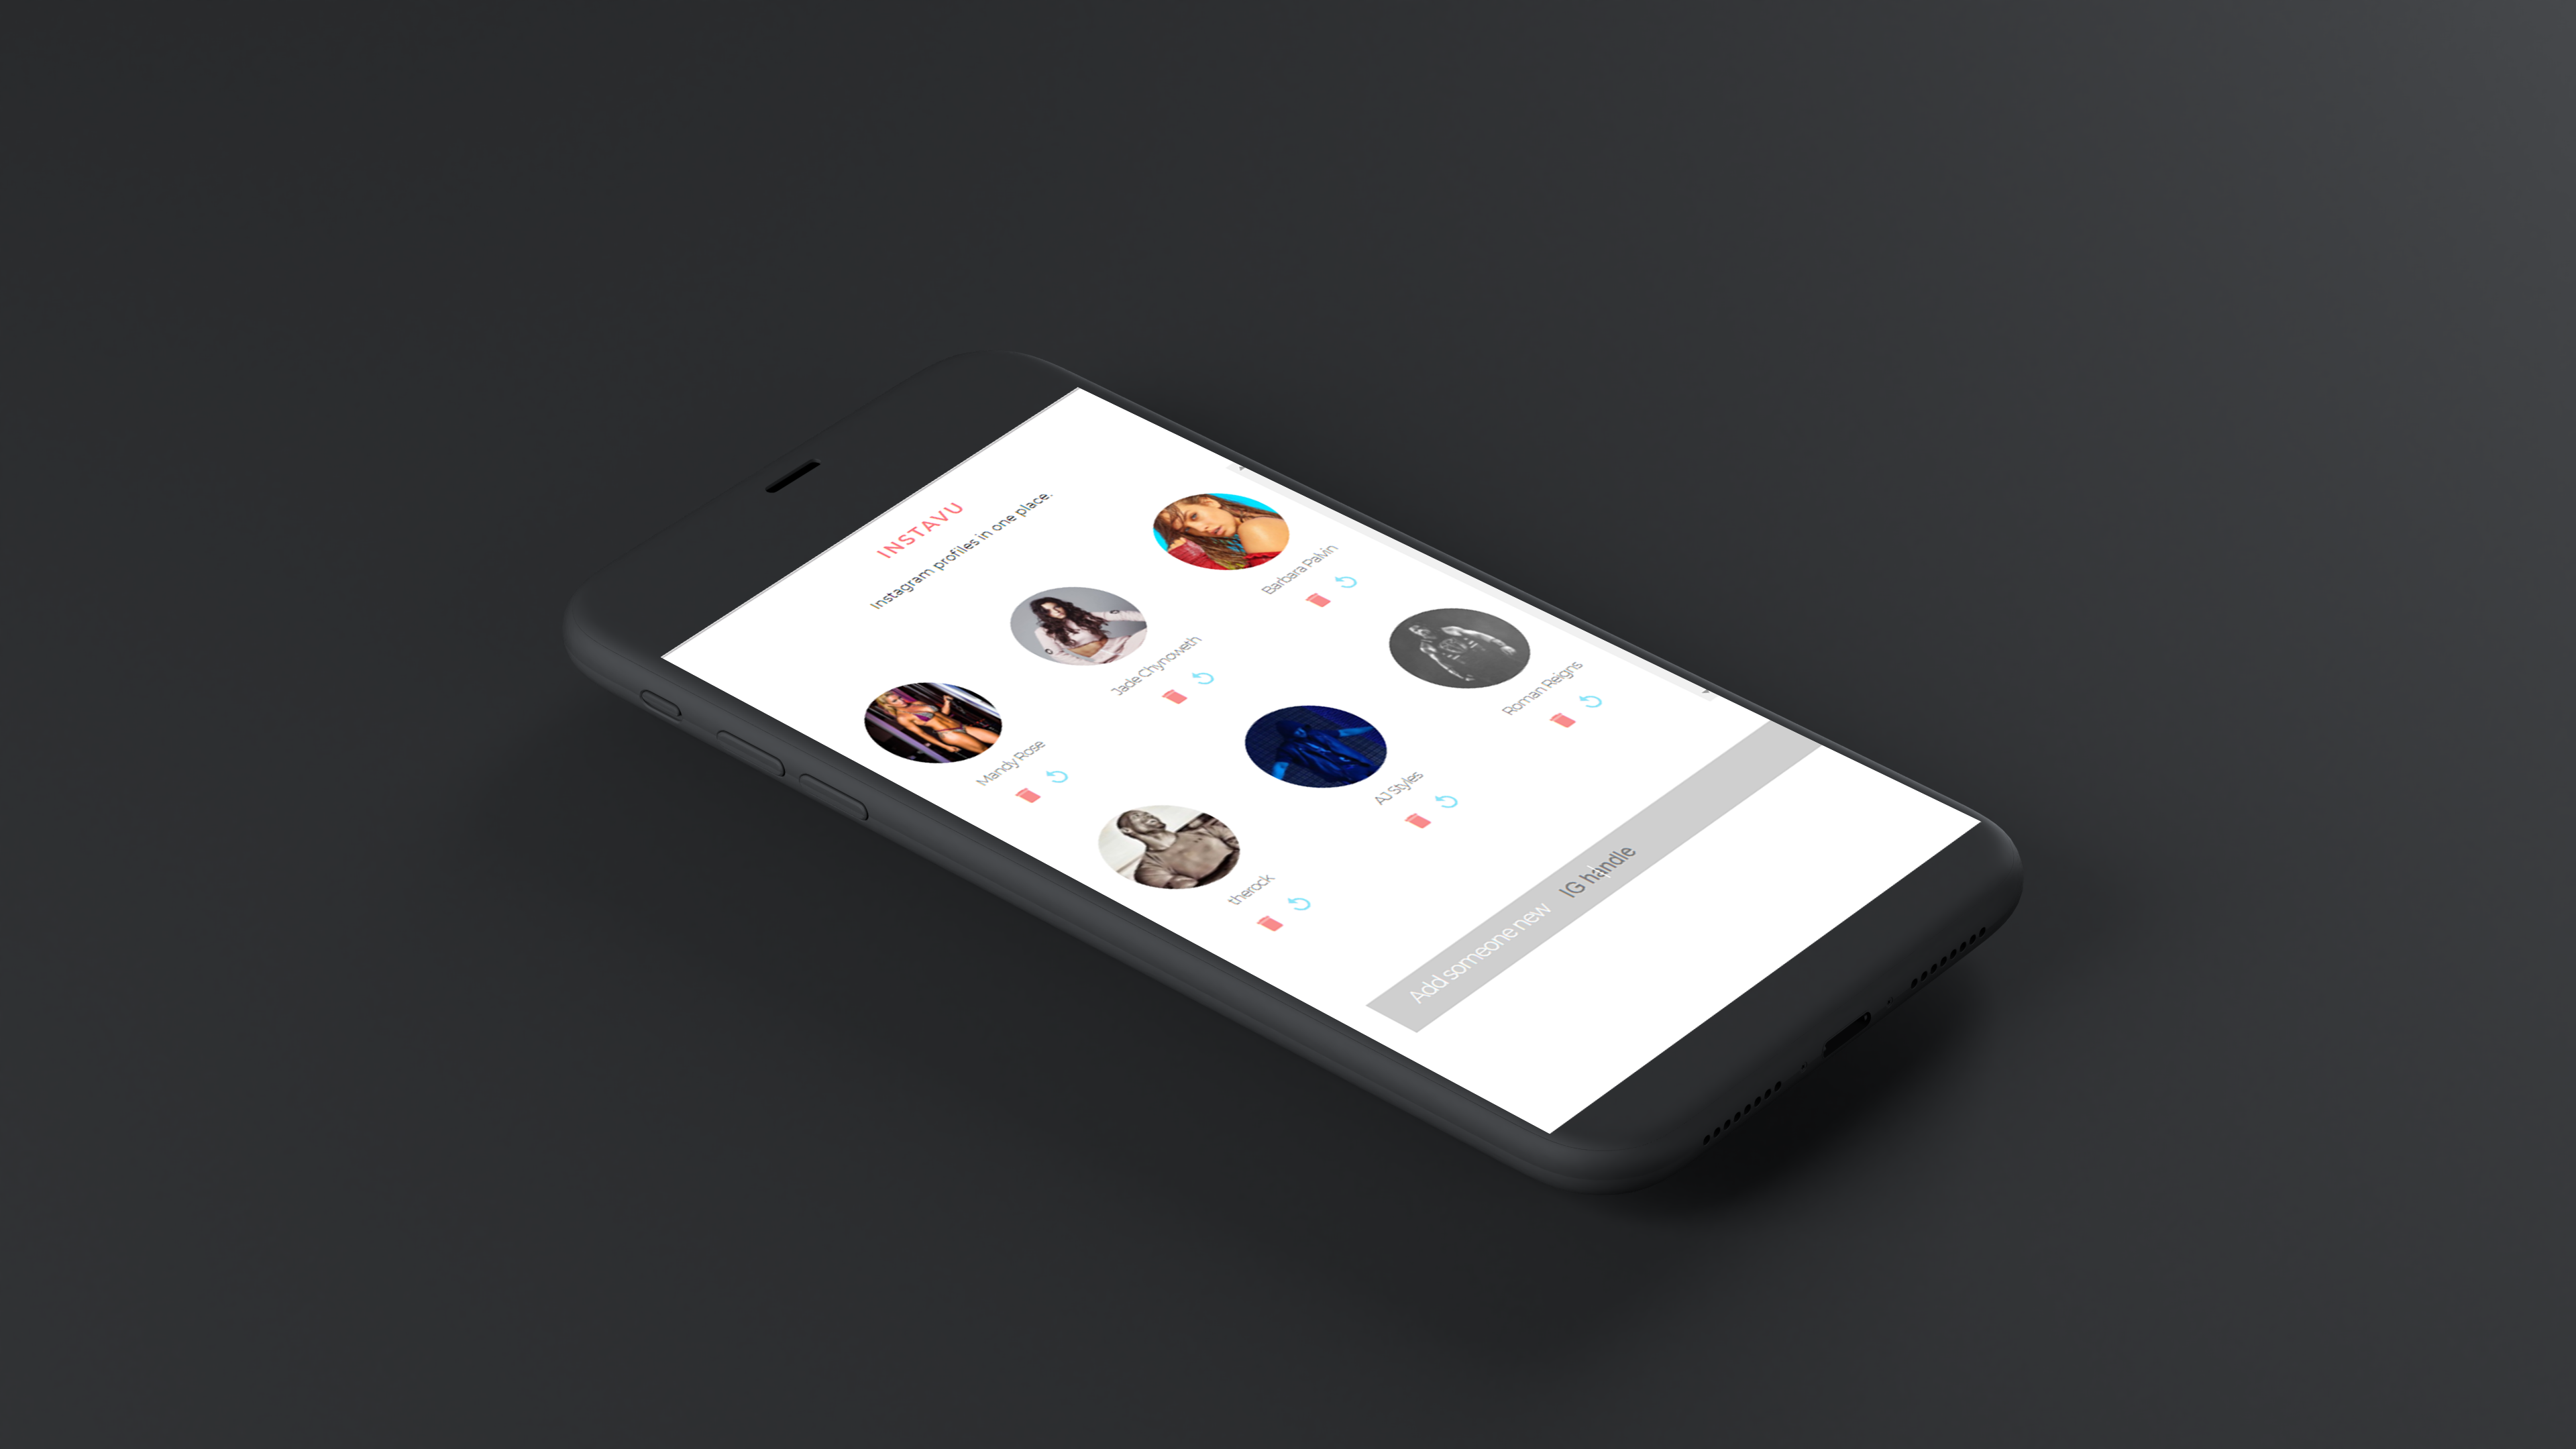 INSTAVU
Instagram profiles in one place.
Mandy Rose
Jade Chynoweth
Barbara Palvin
therock
AJ Styles
Roman Reigns
Add someone new IG handle